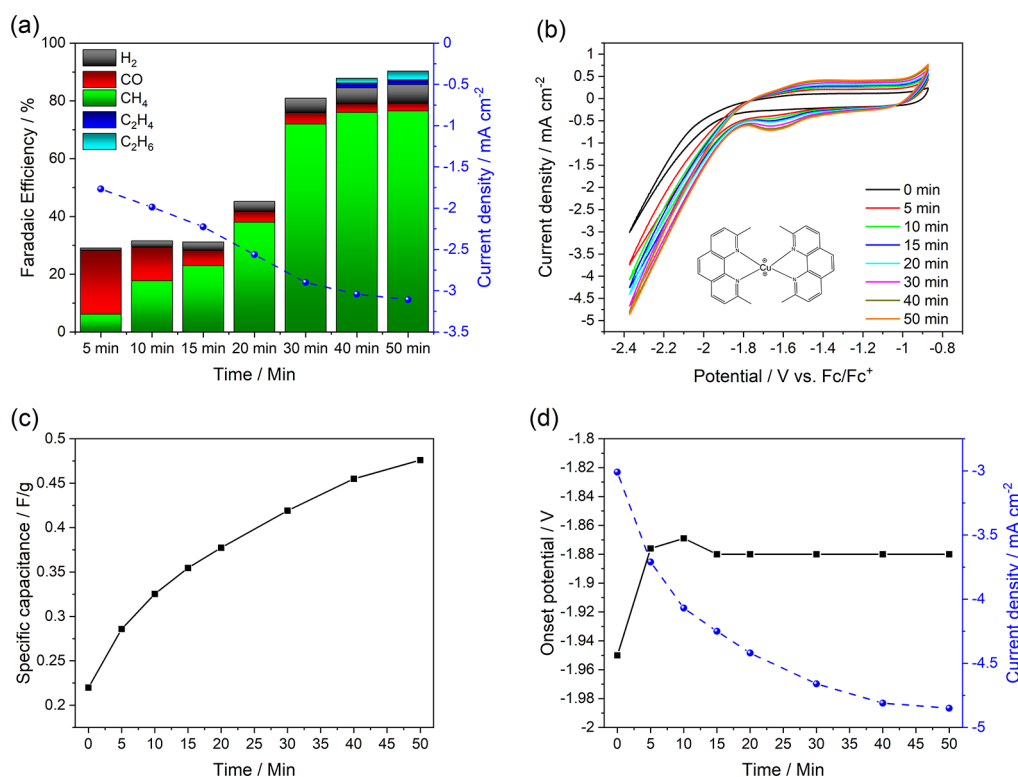 (a)
100
80
60
40
20
0
Faradaic Efficiency / %
H₂
CO
CH₄
C₂H₄
C₂H₆
0
-0.5
-1
-1.5
-2
-2.5
-3
-3.5
Current density / mA cm⁻²
5 min 10 min 15 min 20 min 30 min 40 min 50 min
Time / Min
(b)
1
0.5
0
-0.5
-1
-1.5
-2
-2.5
-3
-3.5
-4
-4.5
-5
Current density / mA cm⁻²
0 min
5 min
10 min
15 min
20 min
30 min
40 min
50 min
N N
Cu
N N
-2.4 -2.2 -2 -1.8 -1.6 -1.4 -1.2 -1 -0.8
Potential / V vs. Fc/Fc⁺
(c)
0.5
0.45
0.4
0.35
0.3
0.25
0.2
Specific capacitance / F/g
0 5 10 15 20 25 30 35 40 45 50
Time / Min
(d)
-1.8
-1.82
-1.84
-1.86
-1.88
-1.9
-1.92
-1.94
-1.96
-1.98
-2
Onset potential / V
-3
-3.5
-4
-4.5
-5
Current density / mA cm⁻²
0 5 10 15 20 25 30 35 40 45 50
Time / Min